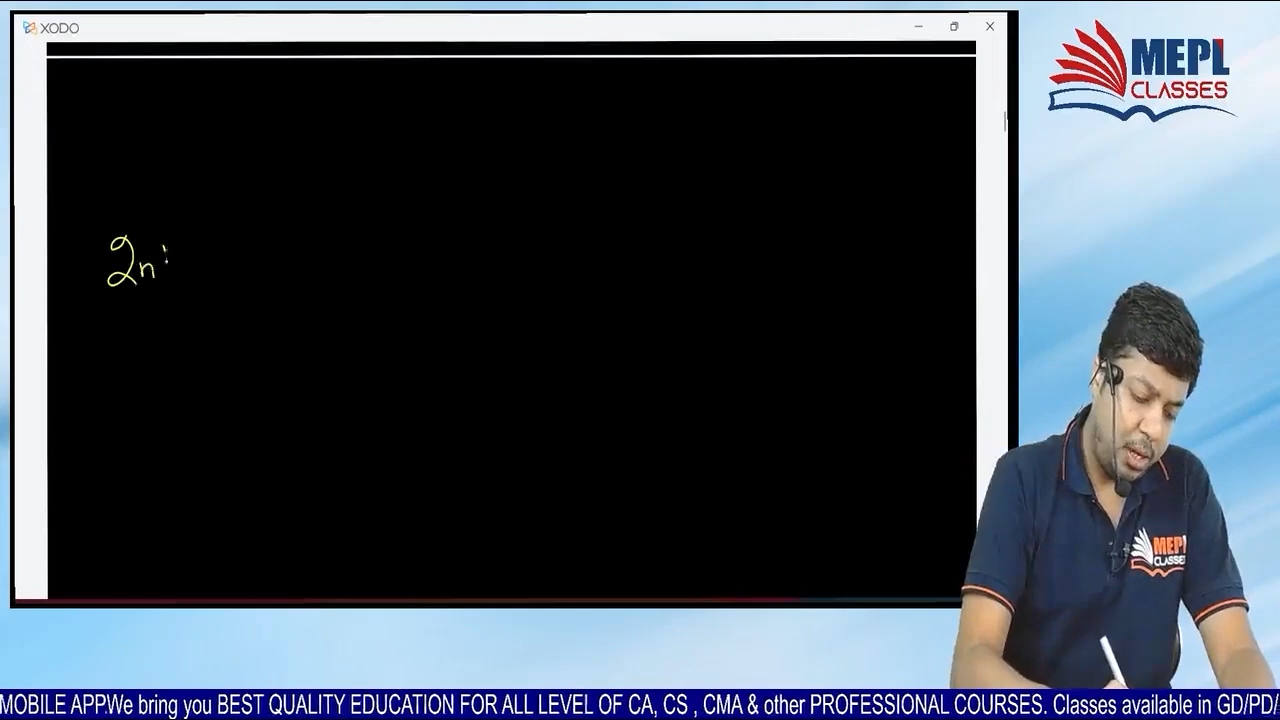 XODO
MEPL
CLASSES
2n
MEPL
CLASSES
MOBILE APP.We bring you BEST QUALITY EDUCATION FOR ALL LEVEL OF CA, CS , CMA & other PROFESSIONAL COURSES. Classes available in GD/PD/